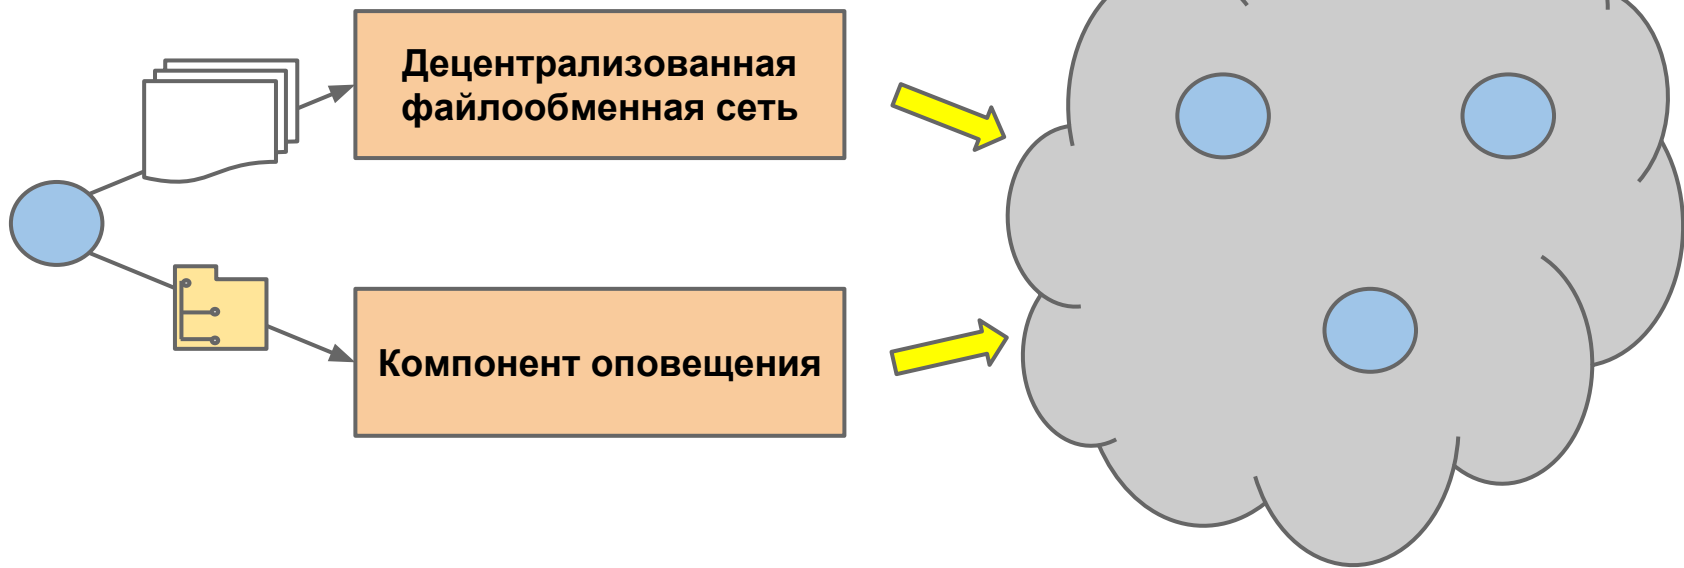 Децентрализованная
файлообменная сеть
Компонент оповещения